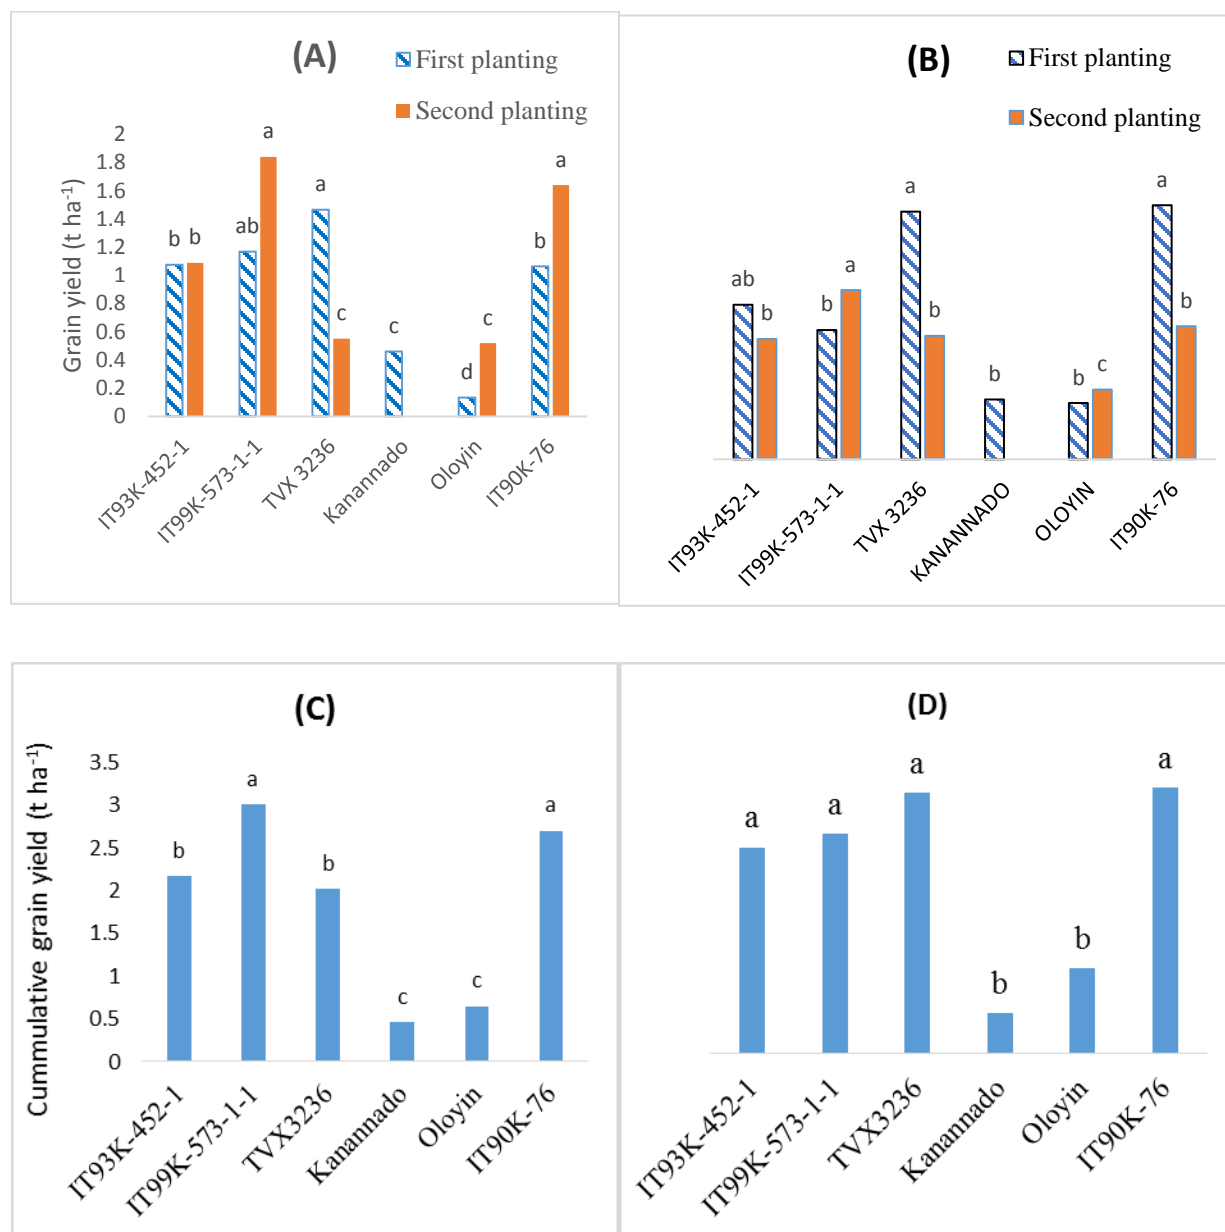 (A)
First planting
Second planting
Grain yield (t ha⁻¹)
2
1.8
1.6
1.4
1.2
1
0.8
0.6
0.4
0.2
0
b b ab a a c c d c b a
IT93K-452-1
IT99K-573-1-1
TVX 3236
Kanannado
Oloyin
IT90K-76
(B)
First planting
Second planting
ab b b a a b b b c a b
IT93K-452-1
IT99K-573-1-1
TVX 3236
KANANNADO
OLOYIN
IT90K-76
(C)
Cummulative grain yield (t ha⁻¹)
3.5
3
2.5
2
1.5
1
0.5
0
b a b c c a
IT93K-452-1
IT99K-573-1-1
TVX3236
Kanannado
Oloyin
IT90K-76
(D)
a a a b b a
IT93K-452-1
IT99K-573-1-1
TVX3236
Kanannado
Oloyin
IT90K-76